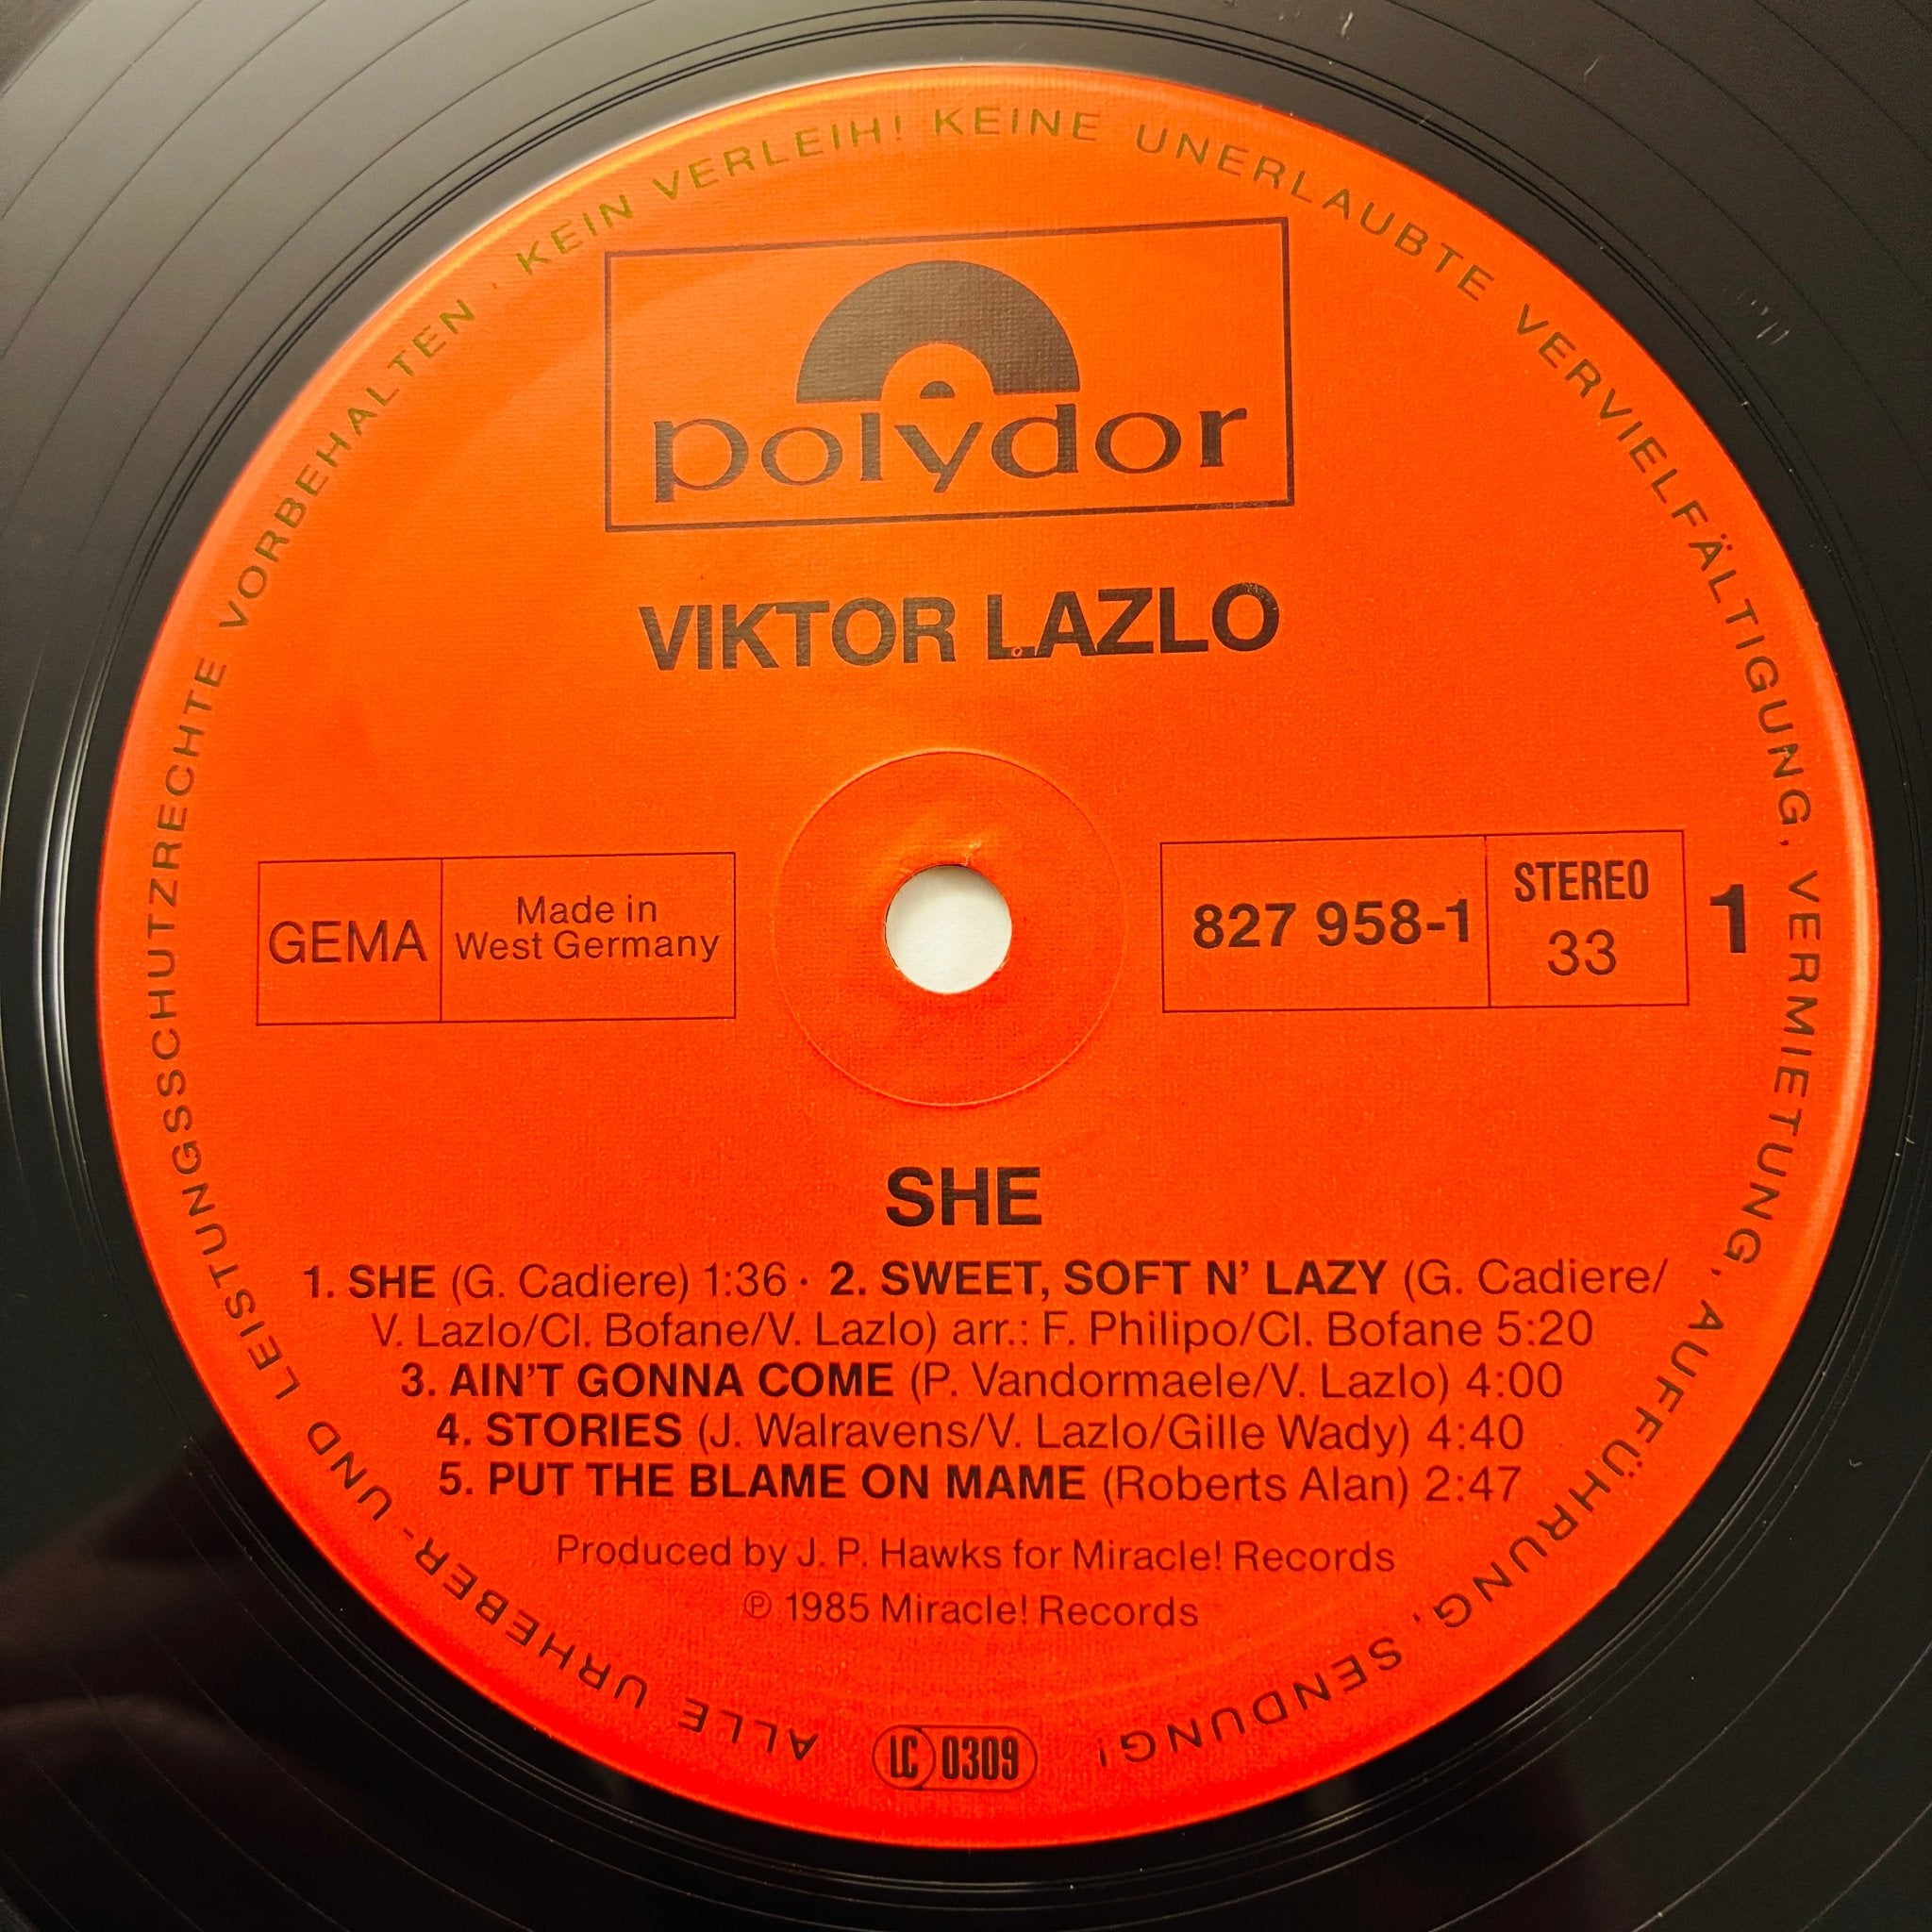 ALLE URHEBER- UND LEISTUNGSSCHUTZRECHTE VORBEHALTEN · KEIN VERLEIH! KEINE UNERLAUBTE VERVIELFÄLTIGUNG, VERMIETUNG, AUFFÜHRUNG, SENDUNG!
polydor
VIKTOR LAZLO
GEMA
Made in
West Germany
827 958-1
STEREO
33
1
SHE
1. SHE (G. Cadiere) 1:36 · 2. SWEET, SOFT N' LAZY (G. Cadiere/
V. Lazlo/Cl. Bofane/V. Lazlo) arr.: F. Philipo/Cl. Bofane 5:20
3. AIN'T GONNA COME (P. Vandormaele/V. Lazlo) 4:00
4. STORIES (J. Walravens/V. Lazlo/Gille Wady) 4:40
5. PUT THE BLAME ON MAME (Roberts Alan) 2:47
Produced by J. P. Hawks for Miracle! Records
℗ 1985 Miracle! Records
LC 0309